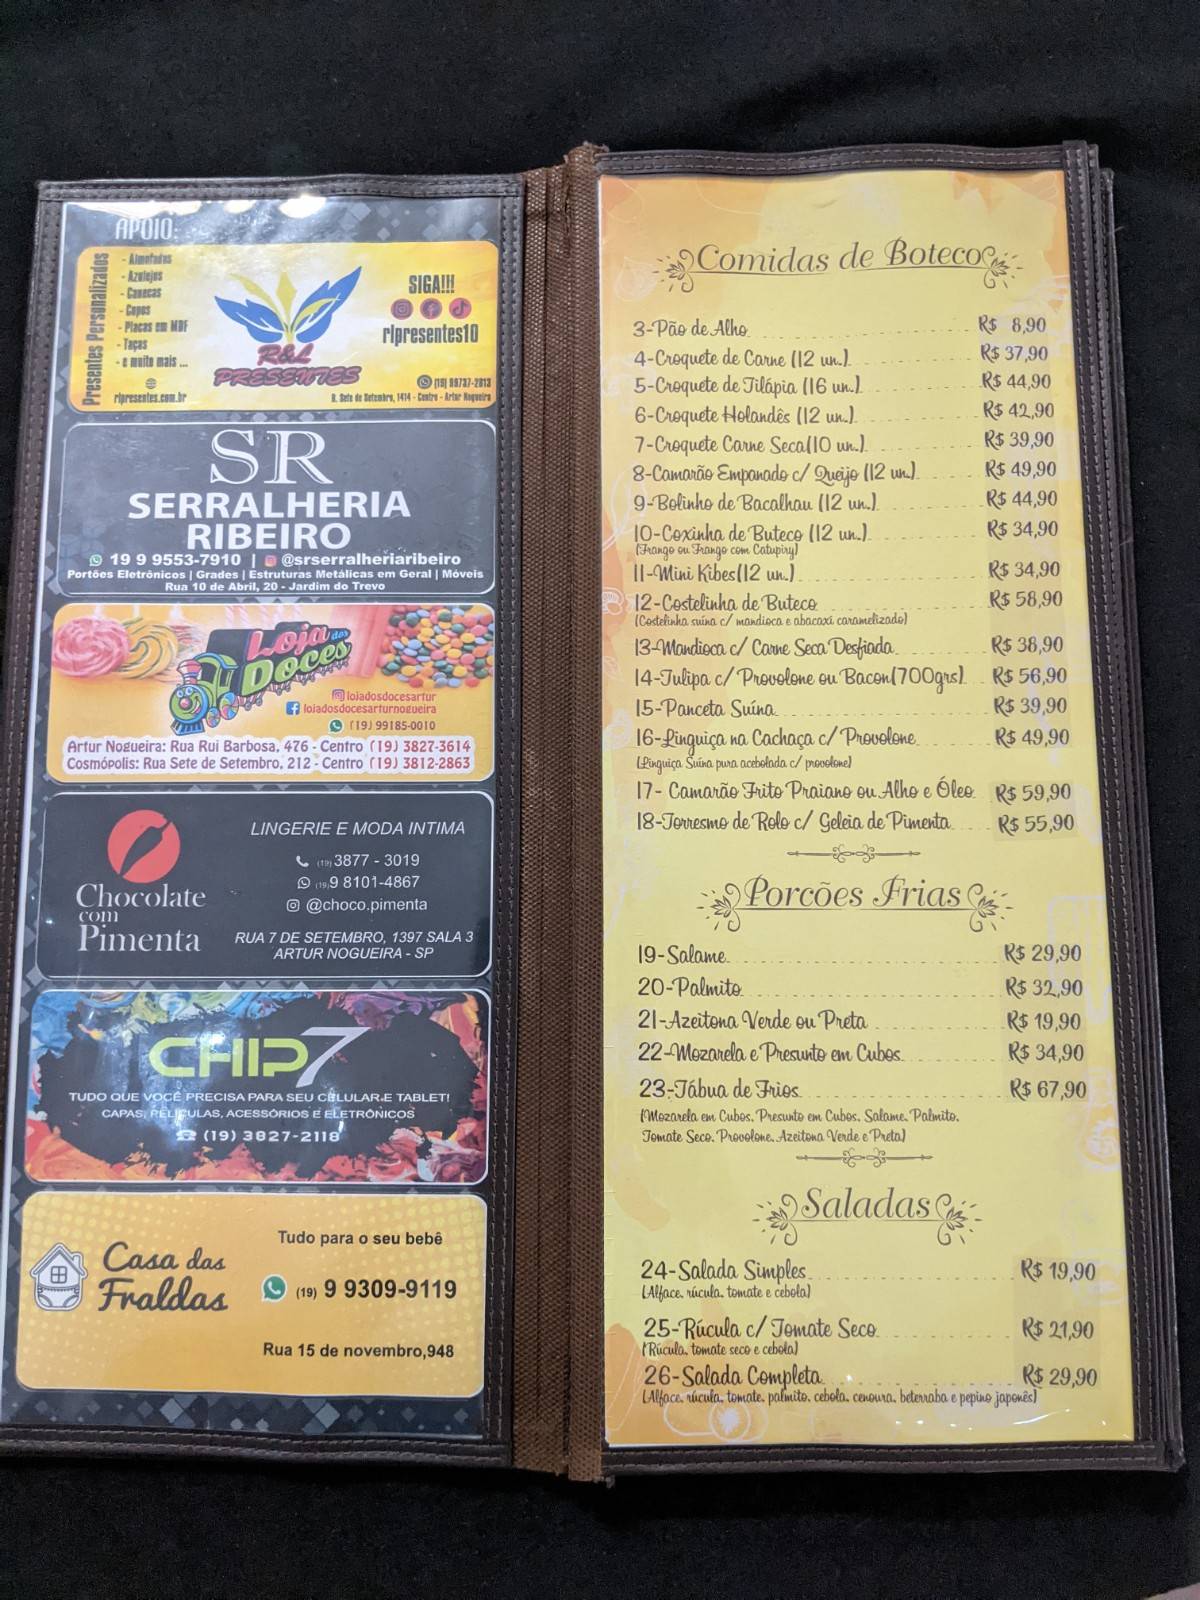 APOIO:
Presentes Personalizados
- Almofadas
- Azulejos
- Canecas
- Copos
- Placas em MDF
- Taças
- e muito mais ...
rlpresentes.com.br
R&L
PRESENTES
SIGA!!!
rlpresentes10
(19) 99737-2813
R. Sete de Setembro, 1414 - Centro - Artur Nogueira
SR
SERRALHERIA
RIBEIRO
19 9 9553-7910 | @srserralheriaribeiro
Portões Eletrônicos | Grades | Estruturas Metálicas em Geral | Móveis
Rua 10 de Abril, 20 - Jardim do Trevo
Loja dos
Doces
lojadosdocesartur
lojadosdocesarturnogueira
(19) 99185-0010
Artur Nogueira: Rua Rui Barbosa, 476 - Centro (19) 3827-3614
Cosmópolis: Rua Sete de Setembro, 212 - Centro (19) 3812-2863
Chocolate
com
Pimenta
LINGERIE E MODA INTIMA
(19) 3877 - 3019
(19) 9 8101-4867
@choco.pimenta
RUA 7 DE SETEMBRO, 1397 SALA 3
ARTUR NOGUEIRA - SP
CHIP7
TUDO QUE VOCÊ PRECISA PARA SEU CELULAR E TABLET!
CAPAS, PELÍCULAS, ACESSÓRIOS E ELETRÔNICOS
(19) 3827-2118
Casa das
Fraldas
Tudo para o seu bebê
(19) 9 9309-9119
Rua 15 de novembro,948
Comidas de Boteco
3-Pão de Alho R$ 8,90
4-Croquete de Carne (12 un.) R$ 37,90
5-Croquete de Tilápia (16 un.) R$ 44,90
6-Croquete Holandês (12 un.) R$ 42,90
7-Croquete Carne Seca(10 un.) R$ 39,90
8-Camarão Empanado c/ Queijo (12 un.) R$ 49,90
9-Bolinho de Bacalhau (12 un.) R$ 44,90
10-Coxinha de Buteco (12 un.) R$ 34,90
(Frango ou Frango com Catupiry)
11-Mini Kibes(12 un.) R$ 34,90
12-Costelinha de Buteco R$ 58,90
(Costelinha suína c/ mandioca e abacaxi caramelizado)
13-Mandioca c/ Carne Seca Desfiada R$ 38,90
14-Tulipa c/ Provolone ou Bacon(700grs) R$ 56,90
15-Panceta Suína R$ 39,90
16-Linguiça na Cachaça c/ Provolone R$ 49,90
(Linguiça Suína pura acebolada c/ provolone)
17- Camarão Frito Praiano ou Alho e Óleo R$ 59,90
18-Torresmo de Rolo c/ Geleia de Pimenta R$ 55,90
Porcões Frias
19-Salame R$ 29,90
20-Palmito R$ 32,90
21-Azeitona Verde ou Preta R$ 19,90
22-Mozarela e Presunto em Cubos R$ 34,90
23-Tábua de Frios R$ 67,90
(Mozarela em Cubos, Presunto em Cubos, Salame, Palmito,
Tomate Seco, Provolone, Azeitona Verde e Preta)
Saladas
24-Salada Simples R$ 19,90
(Alface, rúcula, tomate e cebola)
25-Rúcula c/ Tomate Seco R$ 21,90
(Rúcula, tomate seco e cebola)
26-Salada Completa R$ 29,90
(Alface, rúcula, tomate, palmito, cebola, cenoura, beterraba e pepino japonês)